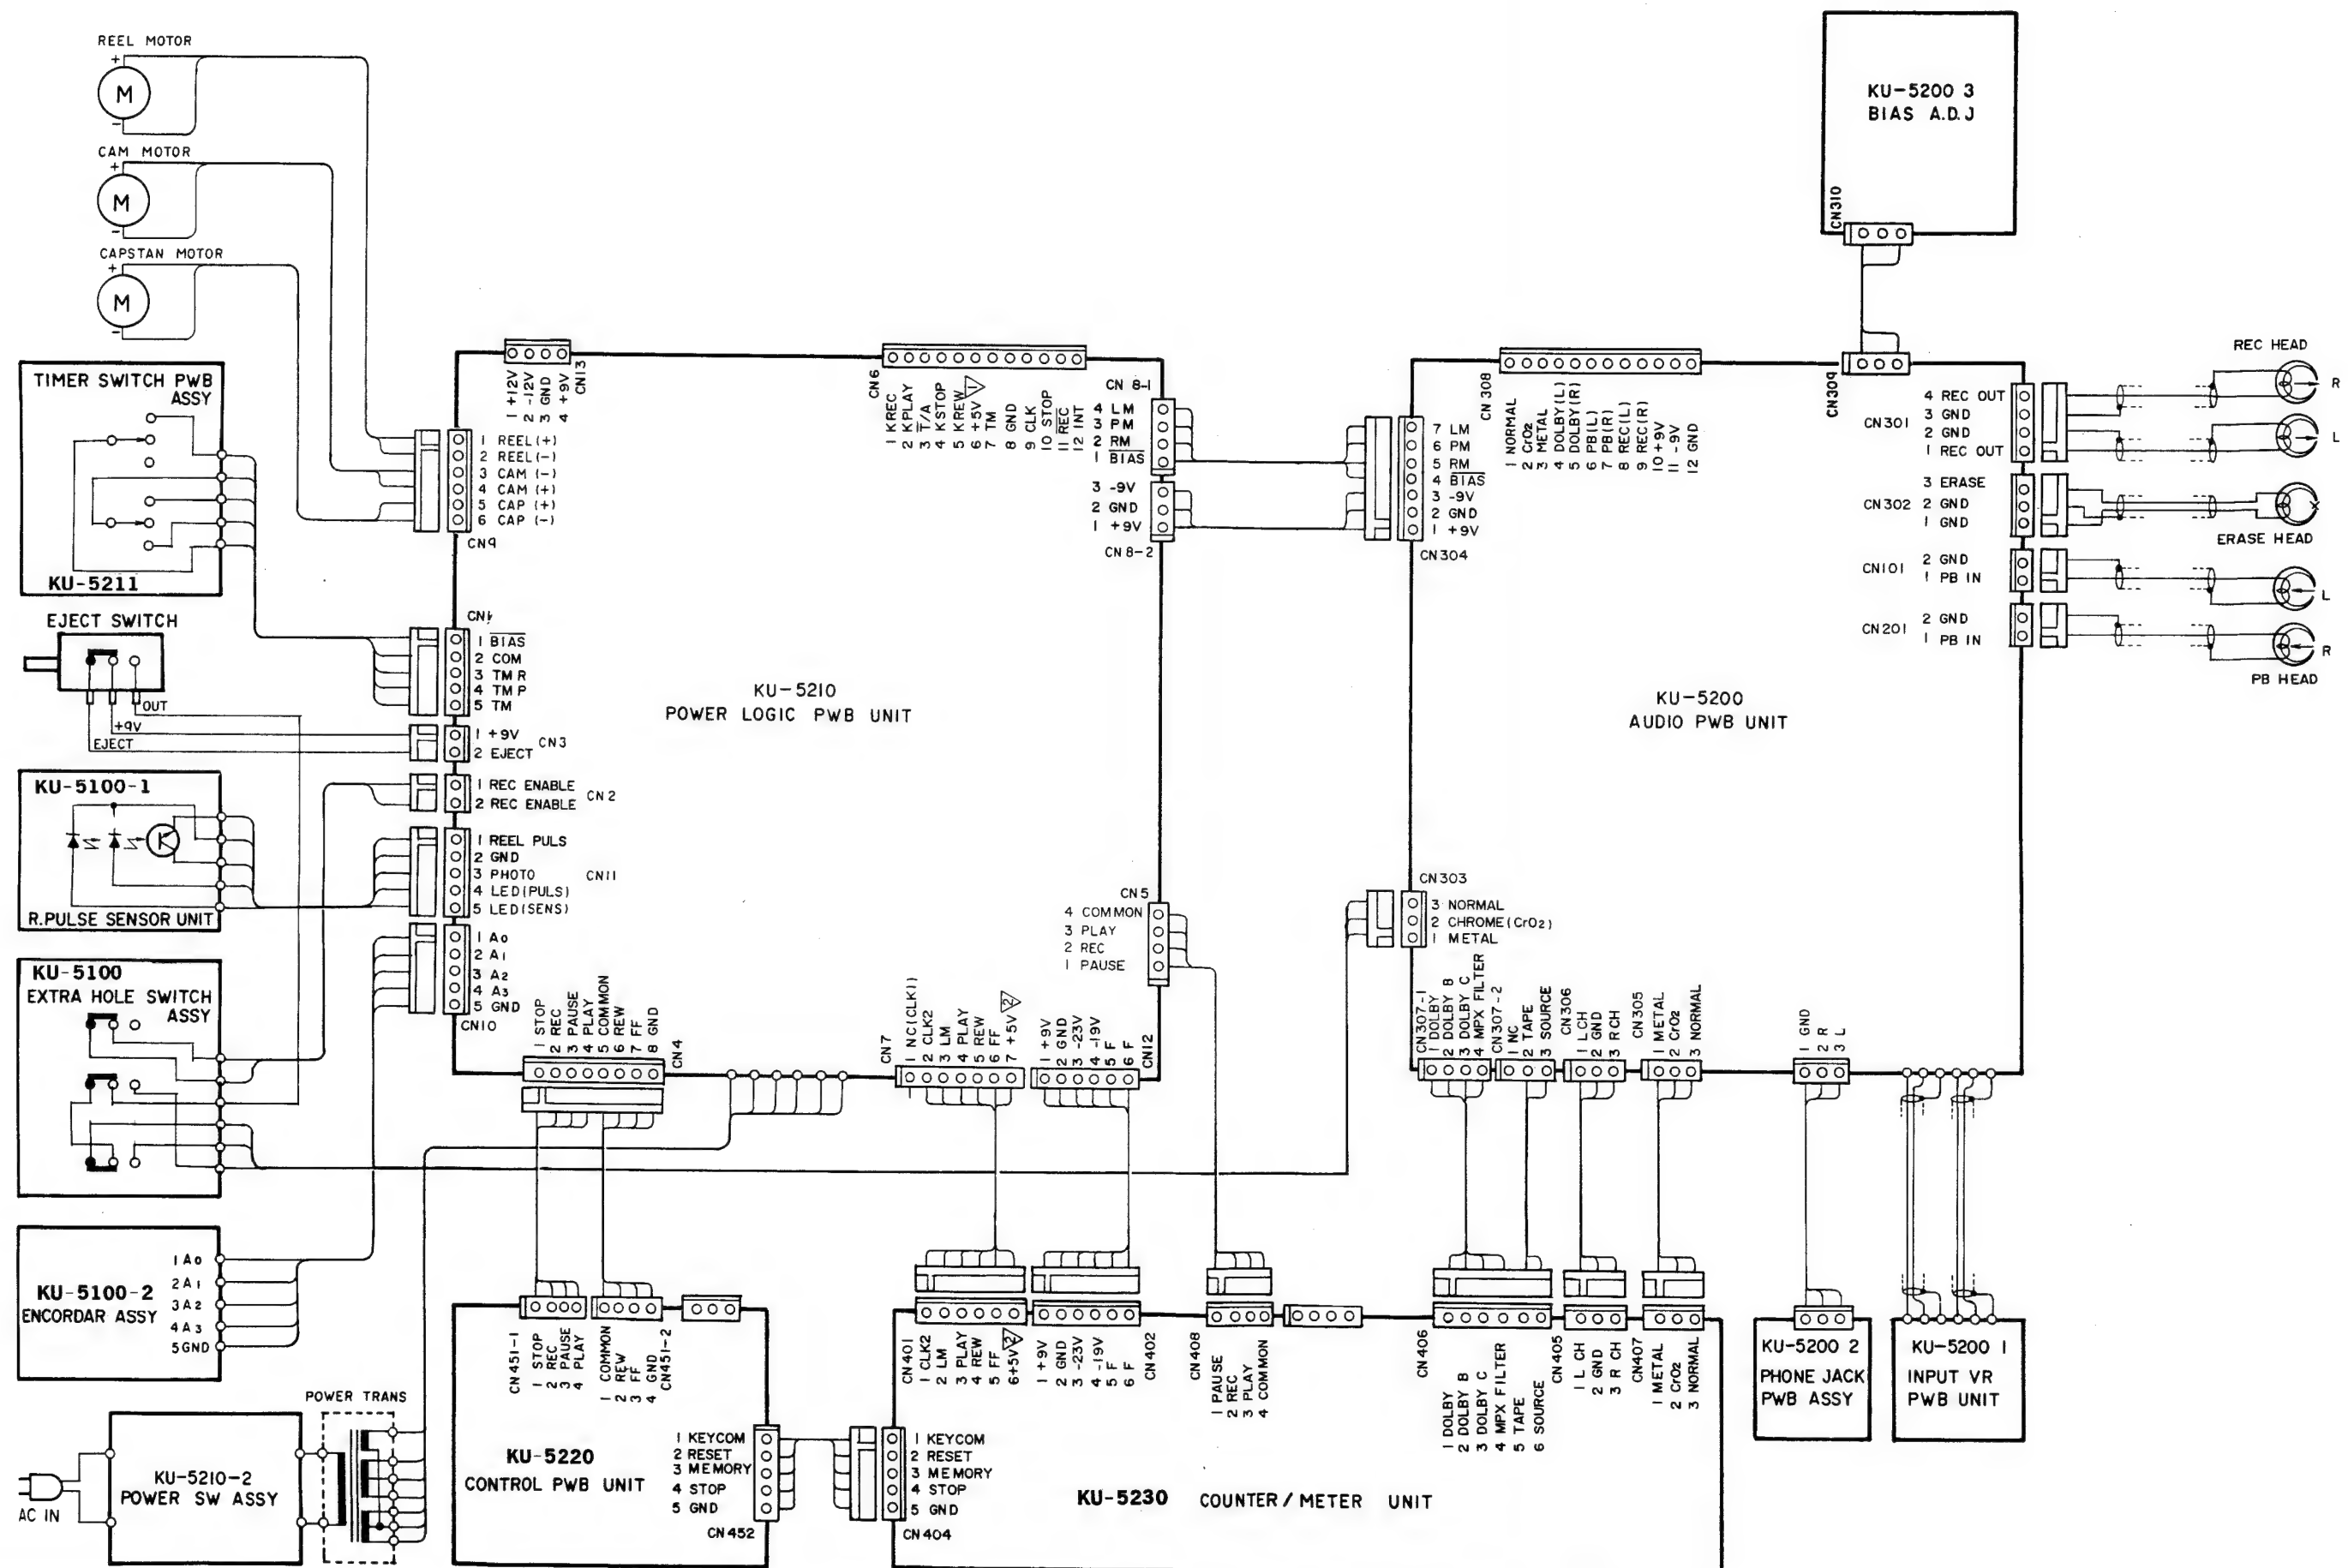 REEL MOTOR
+
M
-
CAM MOTOR
+
M
-
CAPSTAN MOTOR
+
M
-
TIMER SWITCH PWB
ASSY
KU-5211
EJECT SWITCH
OUT
+9V
EJECT
KU-5100-1
R.PULSE SENSOR UNIT
KU-5100
EXTRA HOLE SWITCH
ASSY
1 A0
2 A1
3 A2
4 A3
5 GND
KU-5100-2
ENCORDAR ASSY
POWER TRANS
KU-5210-2
POWER SW ASSY
AC IN
1 +12V
2 -12V
3 GND
4 +9V
CN13
CN6
1 KREC
2 KPLAY
3 T/A
4 KSTOP
5 KREW
6 +5V 1
7 TM
8 GND
9 CLK
10 STOP
11 REC
12 INT
1 REEL (+)
2 REEL (-)
3 CAM (-)
4 CAM (+)
5 CAP (+)
6 CAP (-)
CN9
CN1
1 BIAS
2 COM
3 TM R
4 TM P
5 TM
1 +9V
2 EJECT
CN3
1 REC ENABLE
2 REC ENABLE
CN2
1 REEL PULS
2 GND
3 PHOTO
4 LED(PULS)
5 LED(SENS)
CN11
1 A0
2 A1
3 A2
4 A3
5 GND
CN10
KU-5210
POWER LOGIC PWB UNIT
CN 8-1
4 LM
3 PM
2 RM
1 BIAS
3 -9V
2 GND
1 +9V
CN 8-2
CN5
4 COMMON
3 PLAY
2 REC
1 PAUSE
1 STOP
2 REC
3 PAUSE
4 PLAY
5 COMMON
6 REW
7 FF
8 GND
CN4
CN7
1 NC(CLK1)
2 CLK2
3 LM
4 PLAY
5 REW
6 FF
7 +5V 2
1 +9V
2 GND
3 -23V
4 -19V
5 F
6 F
CN12
KU-5200 3
BIAS A.D.J
CN310
CN309
CN308
1 NORMAL
2 CrO2
3 METAL
4 DOLBY(L)
5 DOLBY(R)
6 PB(L)
7 PB(R)
8 REC(L)
9 REC(R)
10 +9V
11 -9V
12 GND
7 LM
6 PM
5 RM
4 BIAS
3 -9V
2 GND
1 +9V
CN304
KU-5200
AUDIO PWB UNIT
4 REC OUT
3 GND
2 GND
1 REC OUT
CN301
3 ERASE
2 GND
1 GND
CN302
2 GND
1 PB IN
CN101
2 GND
1 PB IN
CN201
REC HEAD
R
L
ERASE HEAD
L
R
PB HEAD
CN303
3 NORMAL
2 CHROME(CrO2)
1 METAL
CN307-1
1 DOLBY
2 DOLBY B
3 DOLBY C
4 MPX FILTER
CN307-2
1 NC
2 TAPE
3 SOURCE
CN306
1 LCH
2 GND
3 RCH
CN305
1 METAL
2 CrO2
3 NORMAL
1 GND
2 R
3 L
CN451-1
1 STOP
2 REC
3 PAUSE
4 PLAY
1 COMMON
2 REW
3 FF
4 GND
CN451-2
KU-5220
CONTROL PWB UNIT
1 KEYCOM
2 RESET
3 MEMORY
4 STOP
5 GND
CN452
CN401
1 CLK2
2 LM
3 PLAY
4 REW
5 FF
6 +5V 2
1 +9V
2 GND
3 -23V
4 -19V
5 F
6 F
CN402
CN408
1 PAUSE
2 REC
3 PLAY
4 COMMON
CN406
1 DOLBY
2 DOLBY B
3 DOLBY C
4 MPX FILTER
5 TAPE
6 SOURCE
CN405
1 L CH
2 GND
3 R CH
CN407
1 METAL
2 CrO2
3 NORMAL
1 KEYCOM
2 RESET
3 MEMORY
4 STOP
5 GND
CN404
KU-5230 COUNTER / METER UNIT
KU-5200 2
PHONE JACK
PWB ASSY
KU-5200 1
INPUT VR
PWB UNIT